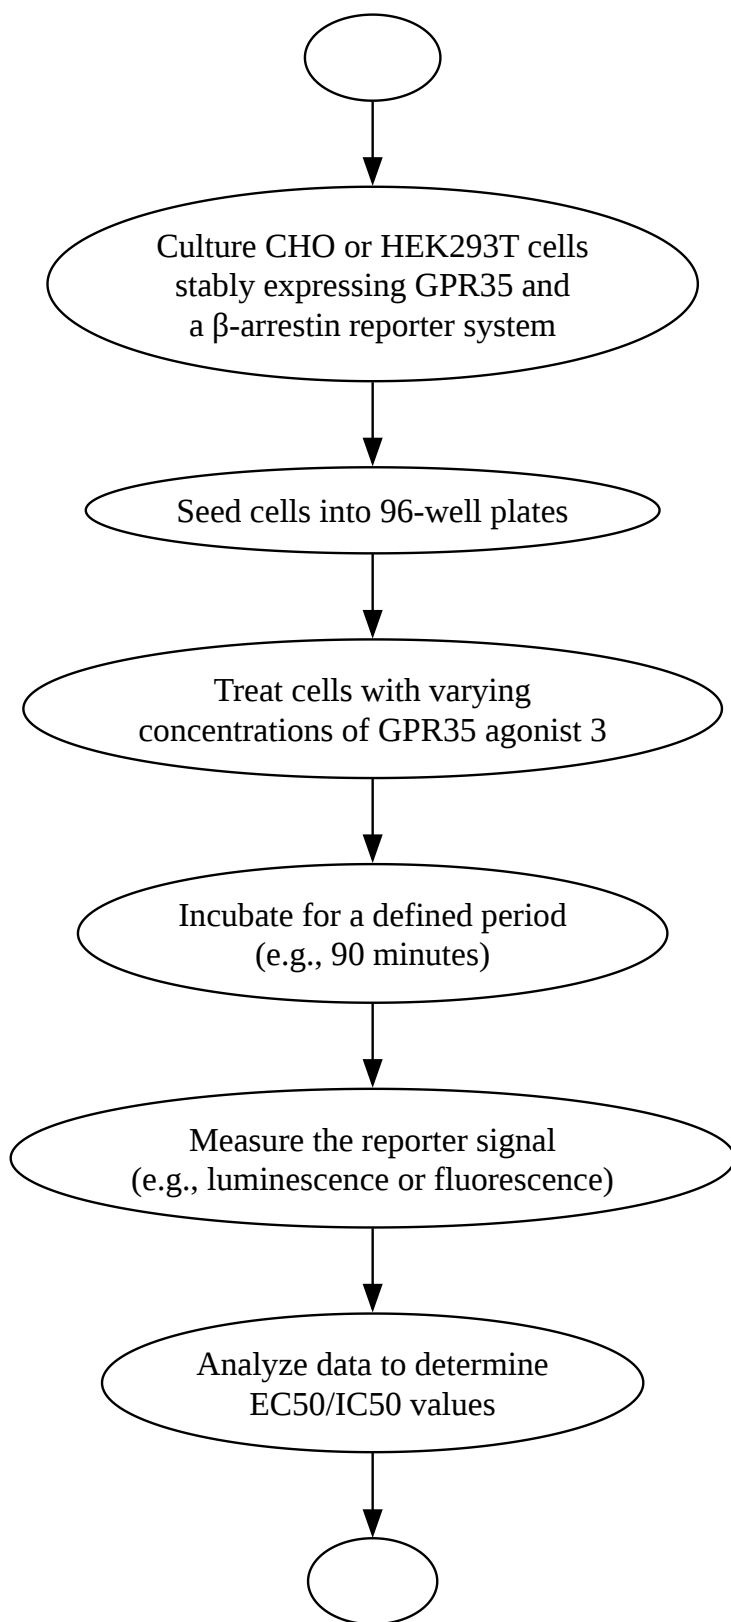 Culture CHO or HEK293T cells
stably expressing GPR35 and
a β-arrestin reporter system
Seed cells into 96-well plates
Treat cells with varying
concentrations of GPR35 agonist 3
Incubate for a defined period
(e.g., 90 minutes)
Measure the reporter signal
(e.g., luminescence or fluorescence)
Analyze data to determine
EC50/IC50 values